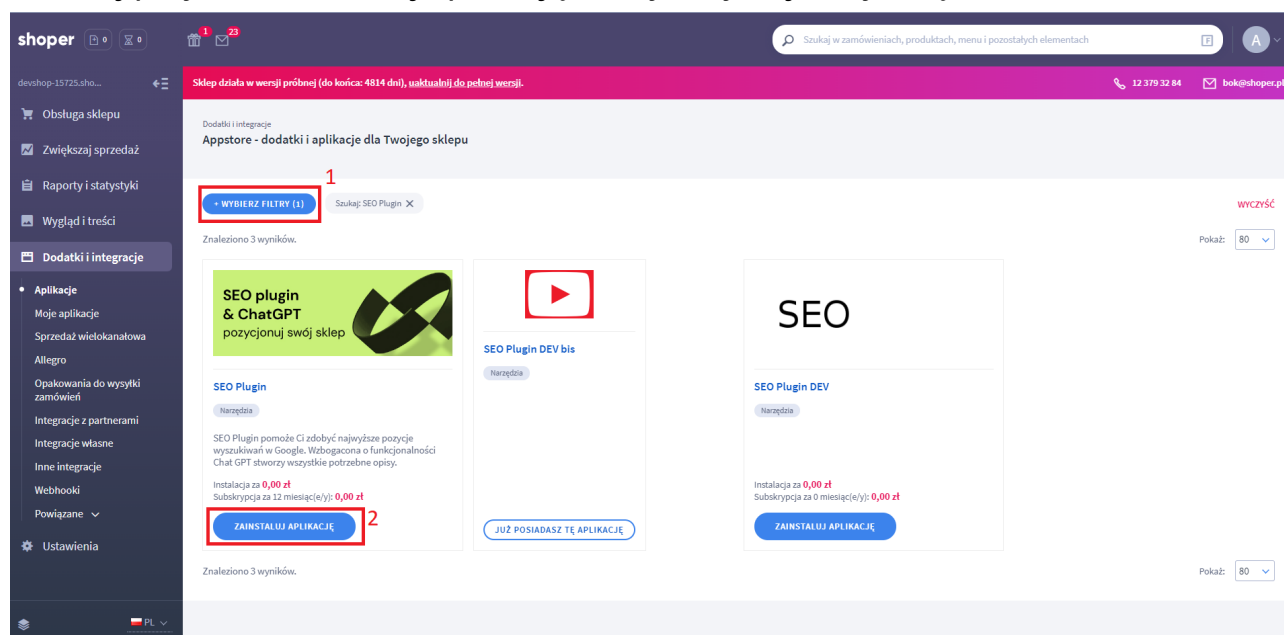 shoper 0 0 1 23 Szukaj w zamówieniach, produktach, menu i pozostałych elementach F A
devshop-15725.sho...
Sklep działa w wersji próbnej (do końca: 4814 dni), uaktualnij do pełnej wersji. 12 379 32 84 bok@shoper.pl
Obsługa sklepu
Zwiększaj sprzedaż
Raporty i statystyki
Wygląd i treści
Dodatki i integracje
Aplikacje
Moje aplikacje
Sprzedaż wielokanałowa
Allegro
Opakowania do wysyłki
zamówień
Integracje z partnerami
Integracje własne
Inne integracje
Webhooki
Powiązane
Ustawienia
PL
Dodatki i integracje
Appstore - dodatki i aplikacje dla Twojego sklepu
1
+ WYBIERZ FILTRY (1) Szukaj: SEO Plugin X WYCZYŚĆ
Znaleziono 3 wyników. Pokaż: 80
SEO plugin
& ChatGPT
pozycjonuj swój sklep
SEO Plugin
Narzędzia
SEO Plugin pomoże Ci zdobyć najwyższe pozycje
wyszukiwań w Google. Wzbogacona o funkcjonalności
Chat GPT stworzy wszystkie potrzebne opisy.
Instalacja za 0,00 zł
Subskrypcja za 12 miesiąc(e/y): 0,00 zł
ZAINSTALUJ APLIKACJĘ 2
SEO Plugin DEV bis
Narzędzia
JUŻ POSIADASZ TĘ APLIKACJĘ
SEO
SEO Plugin DEV
Narzędzia
Instalacja za 0,00 zł
Subskrypcja za 0 miesiąc(e/y): 0,00 zł
ZAINSTALUJ APLIKACJĘ
Znaleziono 3 wyników. Pokaż: 80